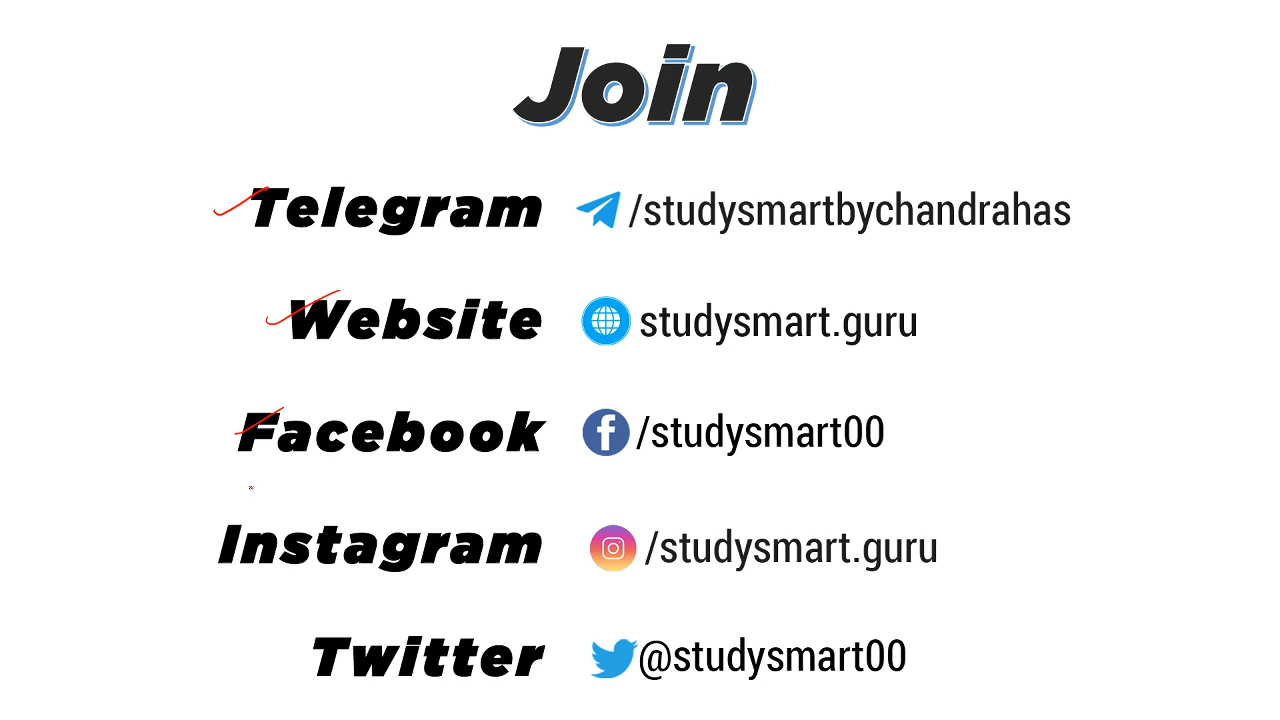 Join
Telegram /studysmartbychandrahas
Website studysmart.guru
Facebook /studysmart00
Instagram /studysmart.guru
Twitter @studysmart00